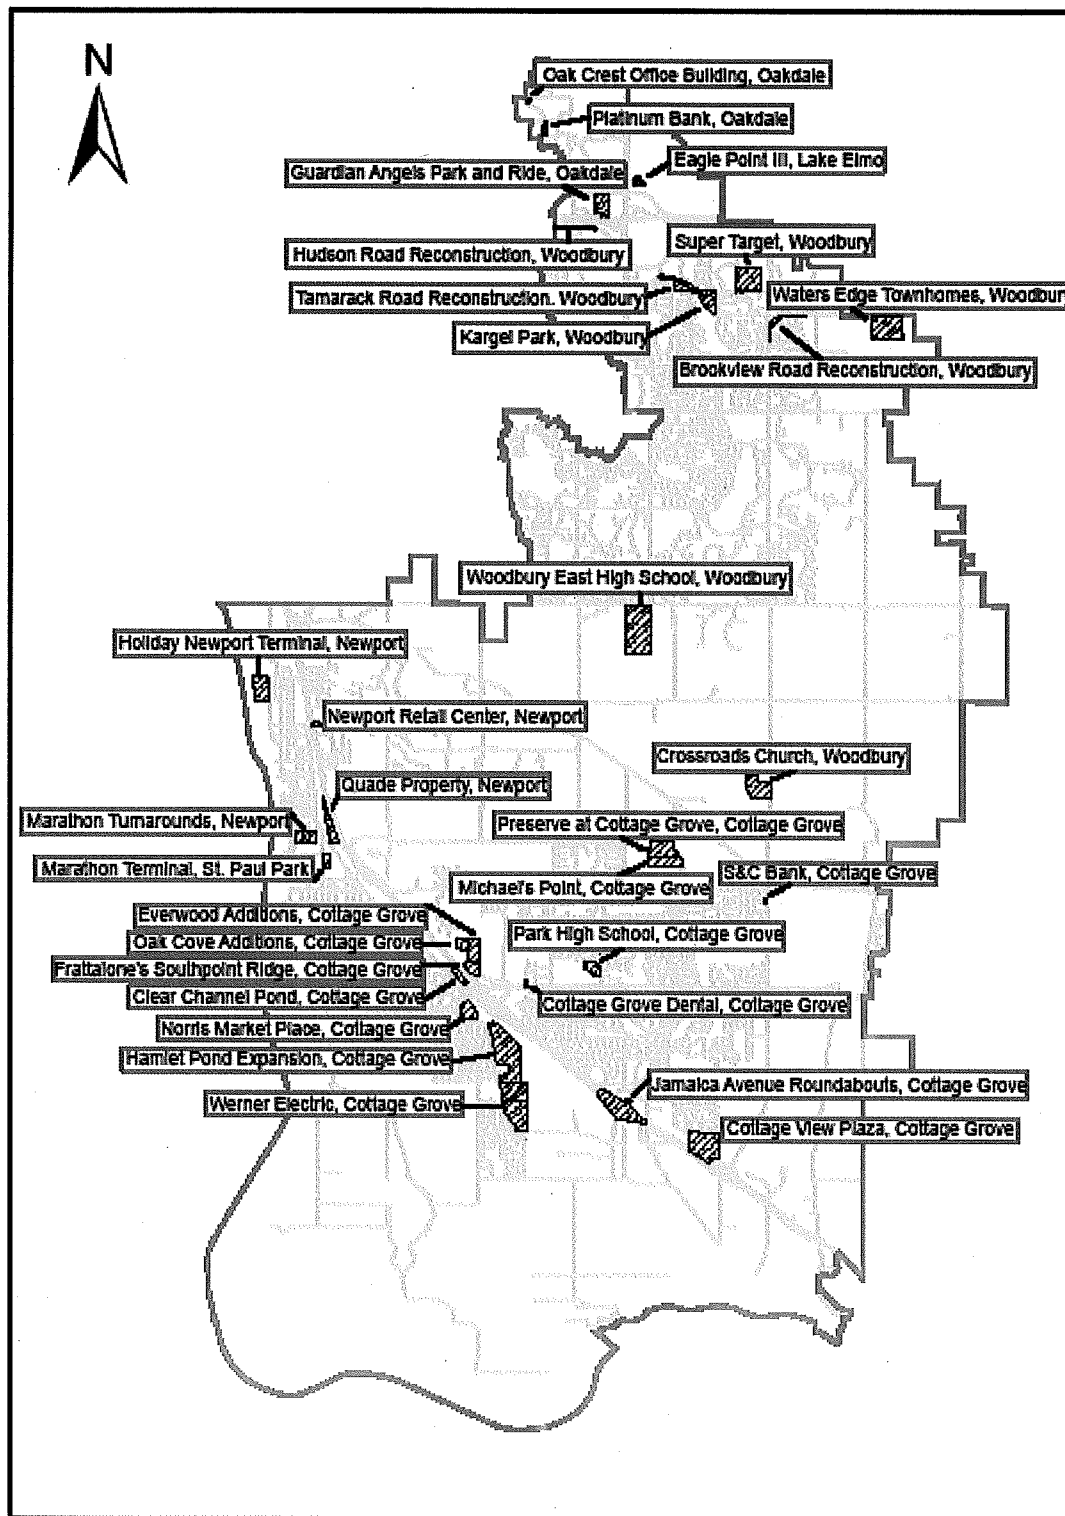 N
Oak Crest Office Building, Oakdale
Platinum Bank, Oakdale
Eagle Point III, Lake Elmo
Guardian Angels Park and Ride, Oakdale
Super Target, Woodbury
Hudson Road Reconstruction, Woodbury
Tamarack Road Reconstruction. Woodbury
Waters Edge Townhomes, Woodbury
Kargel Park, Woodbury
Brookview Road Reconstruction, Woodbury
Woodbury East High School, Woodbury
Holiday Newport Terminal, Newport
Newport Retail Center, Newport
Crossroads Church, Woodbury
Quade Property, Newport
Marathon Turnarounds, Newport
Preserve at Cottage Grove, Cottage Grove
Marathon Terminal, St. Paul Park
S&C Bank, Cottage Grove
Michael's Point, Cottage Grove
Everwood Additions, Cottage Grove
Park High School, Cottage Grove
Oak Cove Additions, Cottage Grove
Frattalone's Southpoint Ridge, Cottage Grove
Clear Channel Pond, Cottage Grove
Cottage Grove Dental, Cottage Grove
Norris Market Place, Cottage Grove
Hamlet Pond Expansion, Cottage Grove
Jamaica Avenue Roundabouts, Cottage Grove
Werner Electric, Cottage Grove
Cottage View Plaza, Cottage Grove